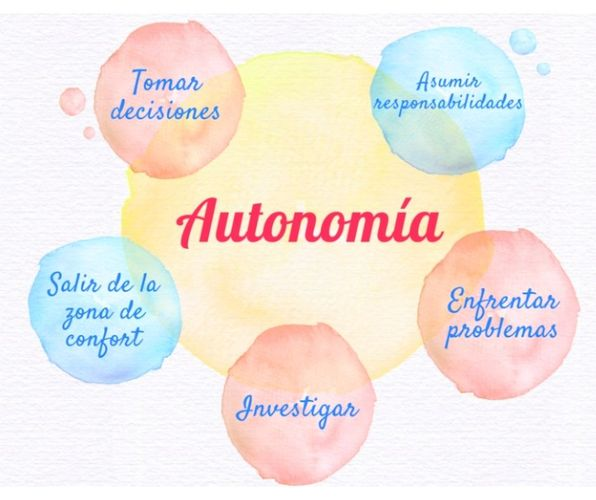 Tomar
decisiones
Asumir
responsabilidades
Autonomía
Salir de la
zona de
confort
Enfrentar
problemas
Investigar